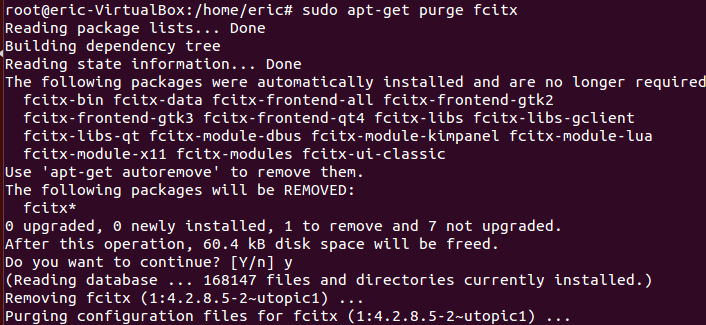 root@eric-VirtualBox:/home/eric# sudo apt-get purge fcitx
Reading package lists... Done
Building dependency tree
Reading state information... Done
The following packages were automatically installed and are no longer required
  fcitx-bin fcitx-data fcitx-frontend-all fcitx-frontend-gtk2
  fcitx-frontend-gtk3 fcitx-frontend-qt4 fcitx-libs fcitx-libs-gclient
  fcitx-libs-qt fcitx-module-dbus fcitx-module-kimpanel fcitx-module-lua
  fcitx-module-x11 fcitx-modules fcitx-ui-classic
Use 'apt-get autoremove' to remove them.
The following packages will be REMOVED:
  fcitx*
0 upgraded, 0 newly installed, 1 to remove and 7 not upgraded.
After this operation, 60.4 kB disk space will be freed.
Do you want to continue? [Y/n] y
(Reading database ... 168147 files and directories currently installed.)
Removing fcitx (1:4.2.8.5-2~utopic1) ...
Purging configuration files for fcitx (1:4.2.8.5-2~utopic1) ...